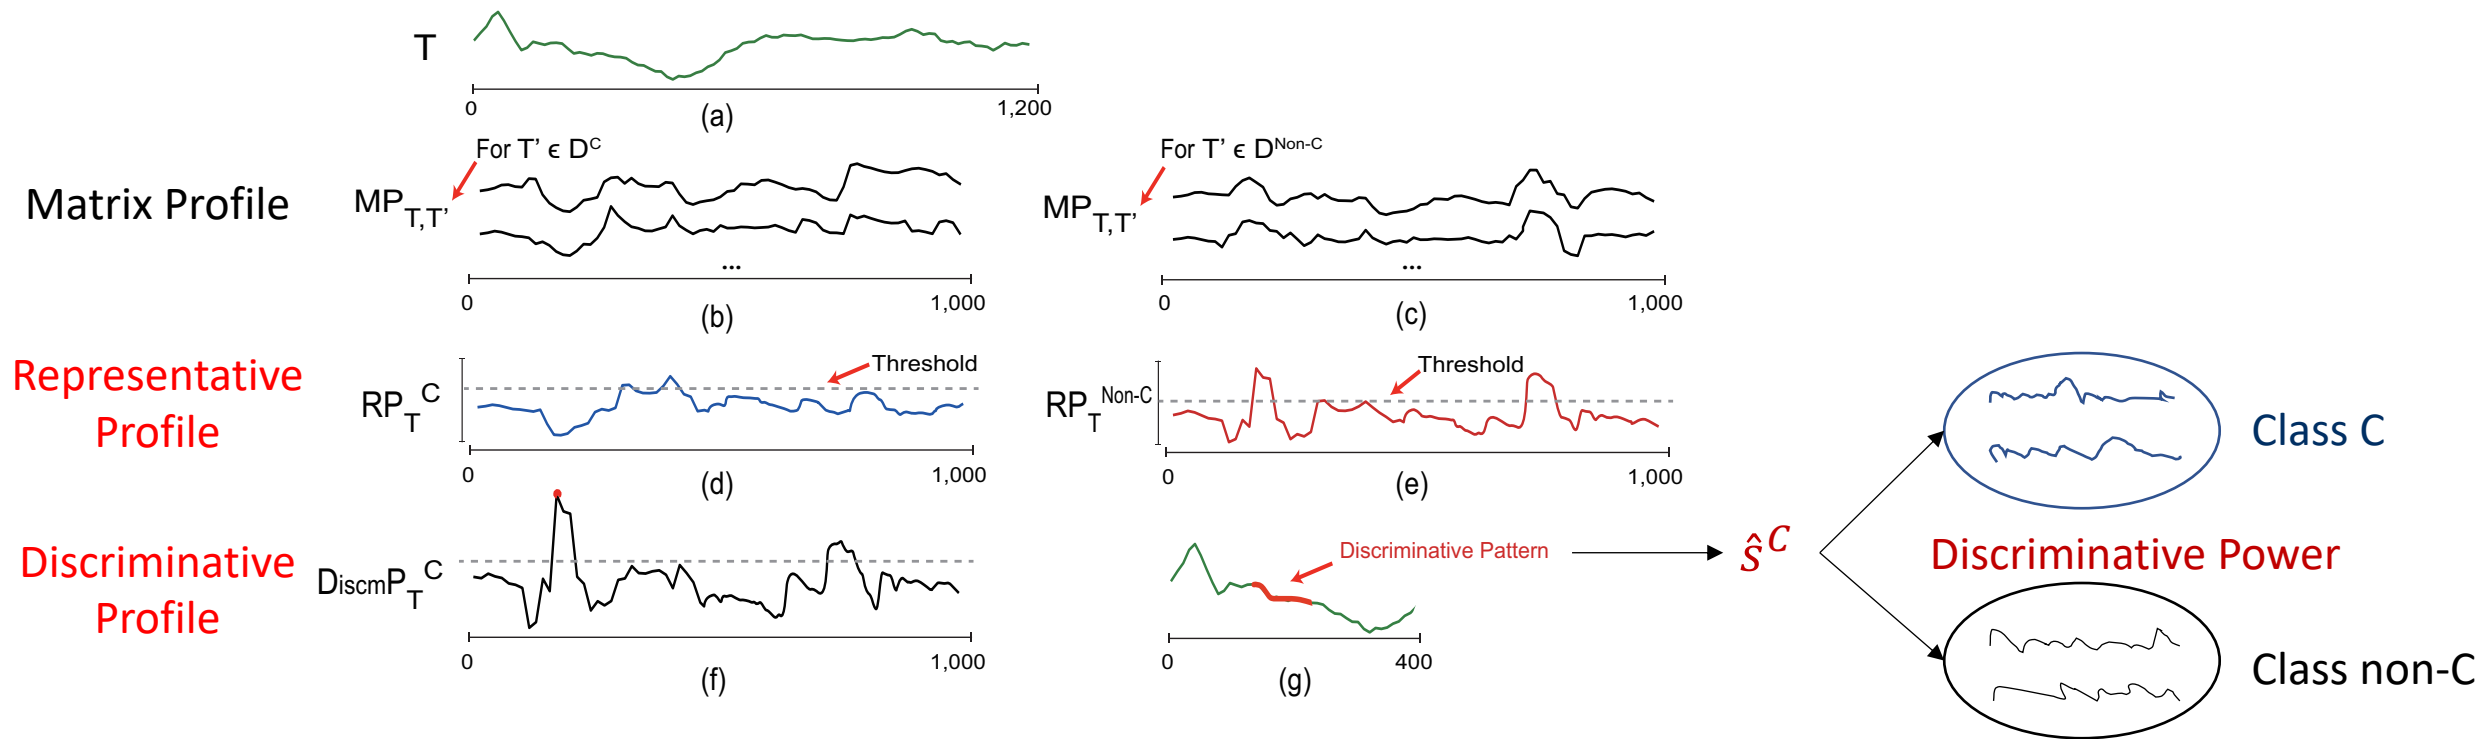 T
0 1,200
(a)
For T' ϵ D^C
For T' ϵ D^Non-C
Matrix Profile
MP_T,T'
MP_T,T'
...
...
0 1,000
0 1,000
(b)
(c)
Representative
Profile
RP_T^C
Threshold
RP_T^Non-C
Threshold
0 1,000
0 1,000
(d)
(e)
Class C
Discriminative
Profile
DiscmP_T^C
Discriminative Pattern
ŝ^C
Discriminative Power
0 1,000
0 400
(f)
(g)
Class non-C